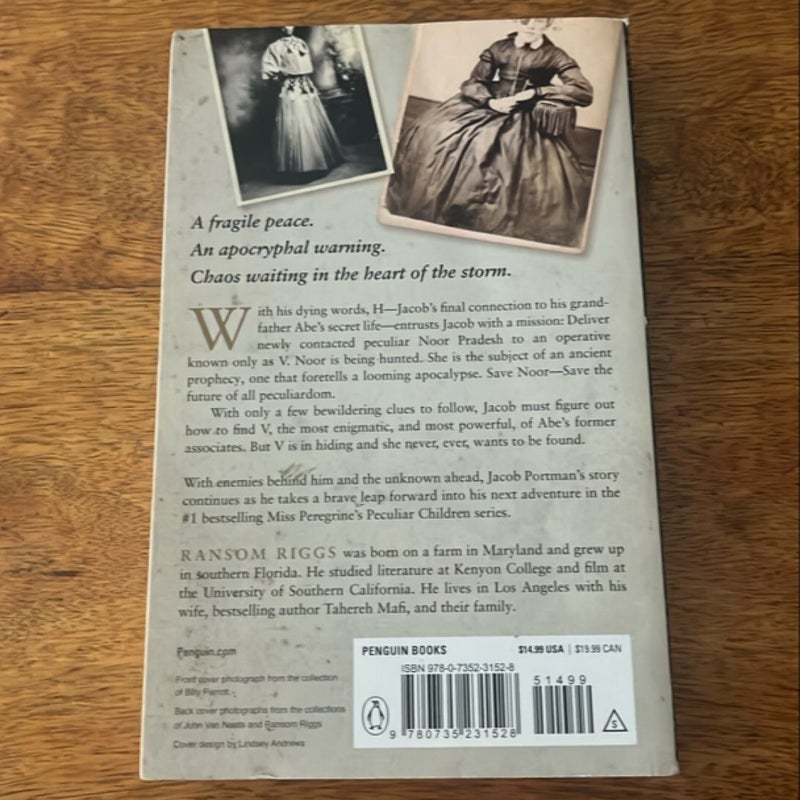 A fragile peace.
An apocryphal warning.
Chaos waiting in the heart of the storm.
With his dying words, H—Jacob's final connection to his grand-
father Abe's secret life—entrusts Jacob with a mission: Deliver
newly contacted peculiar Noor Pradesh to an operative
known only as V. Noor is being hunted. She is the subject of an ancient
prophecy, one that foretells a looming apocalypse. Save Noor—Save the
future of all peculiardom.
With only a few bewildering clues to follow, Jacob must figure out
how to find V, the most enigmatic, and most powerful, of Abe's former
associates. But V is in hiding and she never, ever, wants to be found.
With enemies behind him and the unknown ahead, Jacob Portman's story
continues as he takes a brave leap forward into his next adventure in the
#1 bestselling Miss Peregrine's Peculiar Children series.
RANSOM RIGGS was born on a farm in Maryland and grew up
in southern Florida. He studied literature at Kenyon College and film at
the University of Southern California. He lives in Los Angeles with his
wife, bestselling author Tahereh Mafi, and their family.
Penguin.com
Front cover photograph from the collection
of Billy Parrott.
Back cover photographs from the collections
of John Van Noate and Ransom Riggs
Cover design by Lindsey Andrews
PENGUIN BOOKS
$14.99 USA | $19.99 CAN
ISBN 978-0-7352-3152-8
5 1 4 9 9
9 780735 231528
S